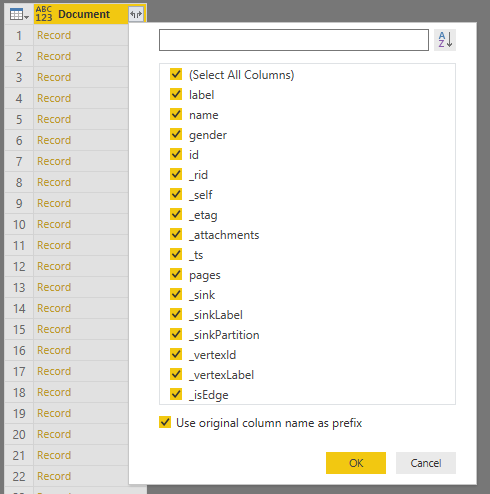 ABC 123 Document
(Select All Columns)
label
name
gender
id
_rid
_self
_etag
_attachments
_ts
pages
_sink
_sinkLabel
_sinkPartition
_vertexId
_vertexLabel
_isEdge
Use original column name as prefix
OK Cancel
A Z
1 Record
2 Record
3 Record
4 Record
5 Record
6 Record
7 Record
8 Record
9 Record
10 Record
11 Record
12 Record
13 Record
14 Record
15 Record
16 Record
17 Record
18 Record
19 Record
20 Record
21 Record
22 Record